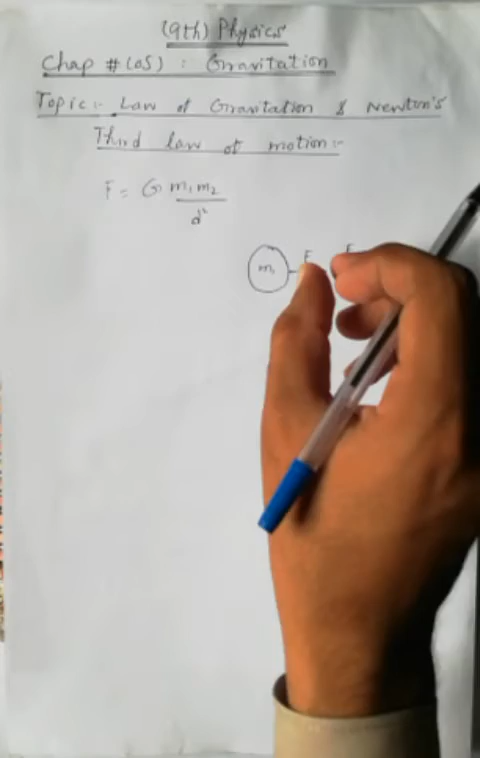 (9th) Physics
Chap #(05) : Gravitation
Topic:- Law of Gravitation & Newton's
Third law of motion:-
F = G m₁m₂
d²
F F
m₁